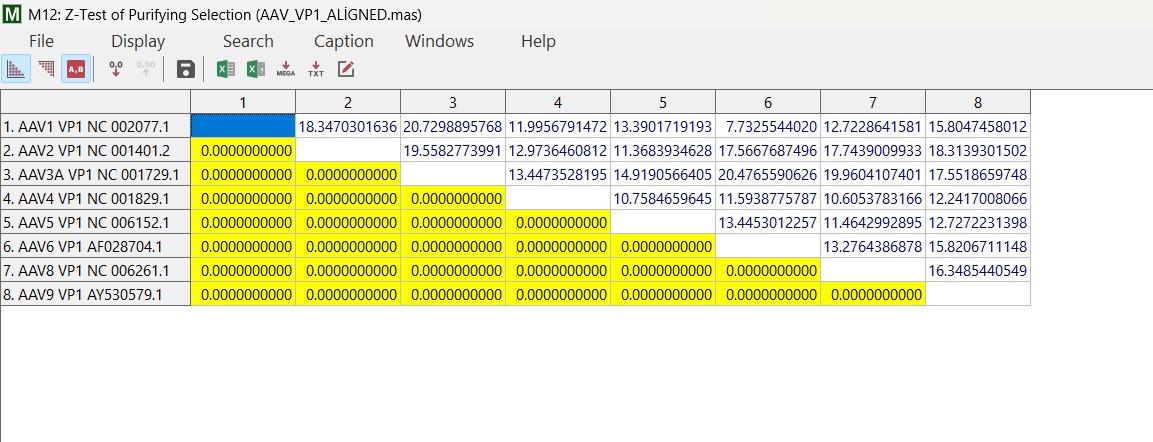 M M12: Z-Test of Purifying Selection (AAV_VP1_ALİGNED.mas)
File Display Search Caption Windows Help
A,B 0,0 0.00 X X MEGA TXT
1 2 3 4 5 6 7 8
1. AAV1 VP1 NC 002077.1 18.3470301636 20.7298895768 11.9956791472 13.3901719193 7.7325544020 12.7228641581 15.8047458012
2. AAV2 VP1 NC 001401.2 0.0000000000 19.5582773991 12.9736460812 11.3683934628 17.5667687496 17.7439009933 18.3139301502
3. AAV3A VP1 NC 001729.1 0.0000000000 0.0000000000 13.4473528195 14.9190566405 20.4765590626 19.9604107401 17.5518659748
4. AAV4 VP1 NC 001829.1 0.0000000000 0.0000000000 0.0000000000 10.7584659645 11.5938775787 10.6053783166 12.2417008066
5. AAV5 VP1 NC 006152.1 0.0000000000 0.0000000000 0.0000000000 0.0000000000 13.4453012257 11.4642992895 12.7272231398
6. AAV6 VP1 AF028704.1 0.0000000000 0.0000000000 0.0000000000 0.0000000000 0.0000000000 13.2764386878 15.8206711148
7. AAV8 VP1 NC 006261.1 0.0000000000 0.0000000000 0.0000000000 0.0000000000 0.0000000000 0.0000000000 16.3485440549
8. AAV9 VP1 AY530579.1 0.0000000000 0.0000000000 0.0000000000 0.0000000000 0.0000000000 0.0000000000 0.0000000000